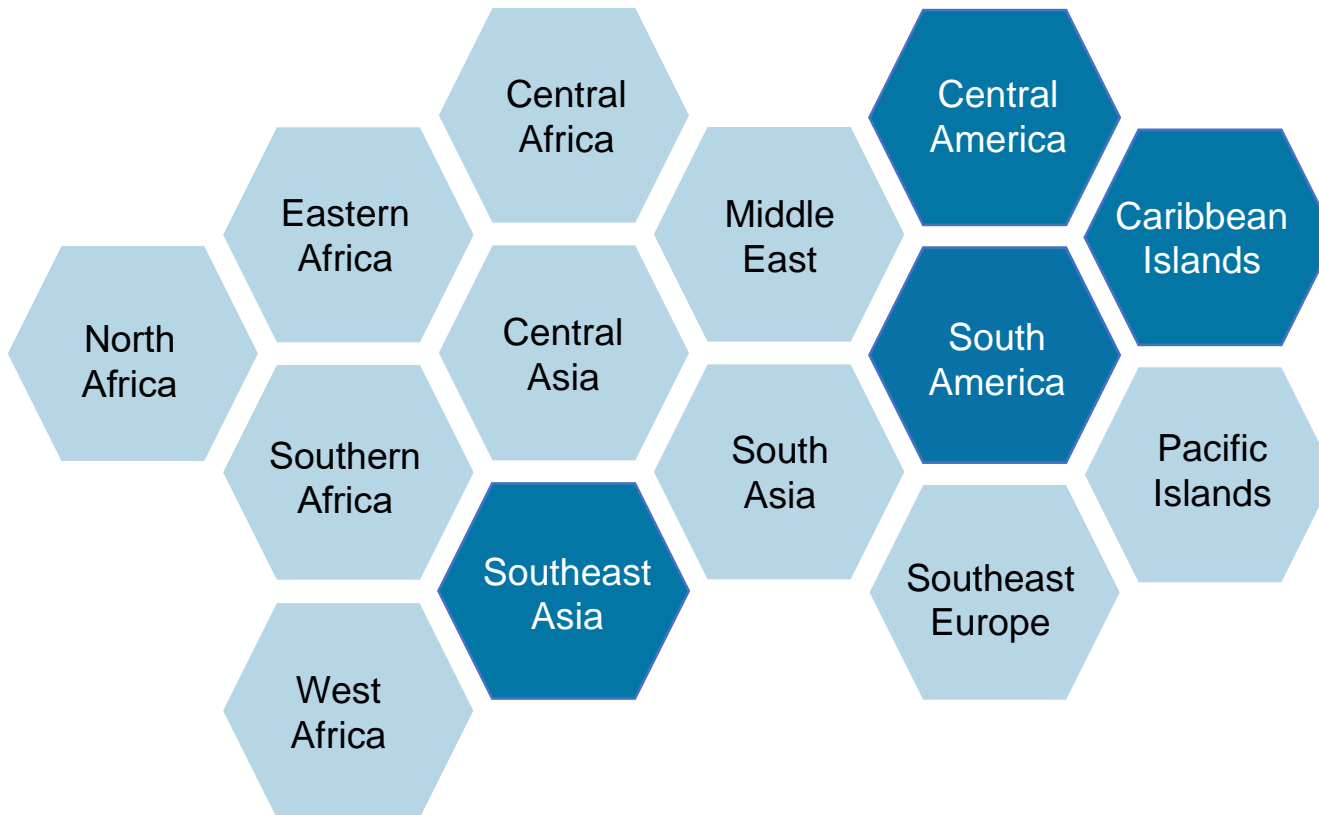 Central
Africa
Central
America
Eastern
Africa
Middle
East
Caribbean
Islands
North
Africa
Central
Asia
South
America
Southern
Africa
South
Asia
Pacific
Islands
Southeast
Asia
Southeast
Europe
West
Africa